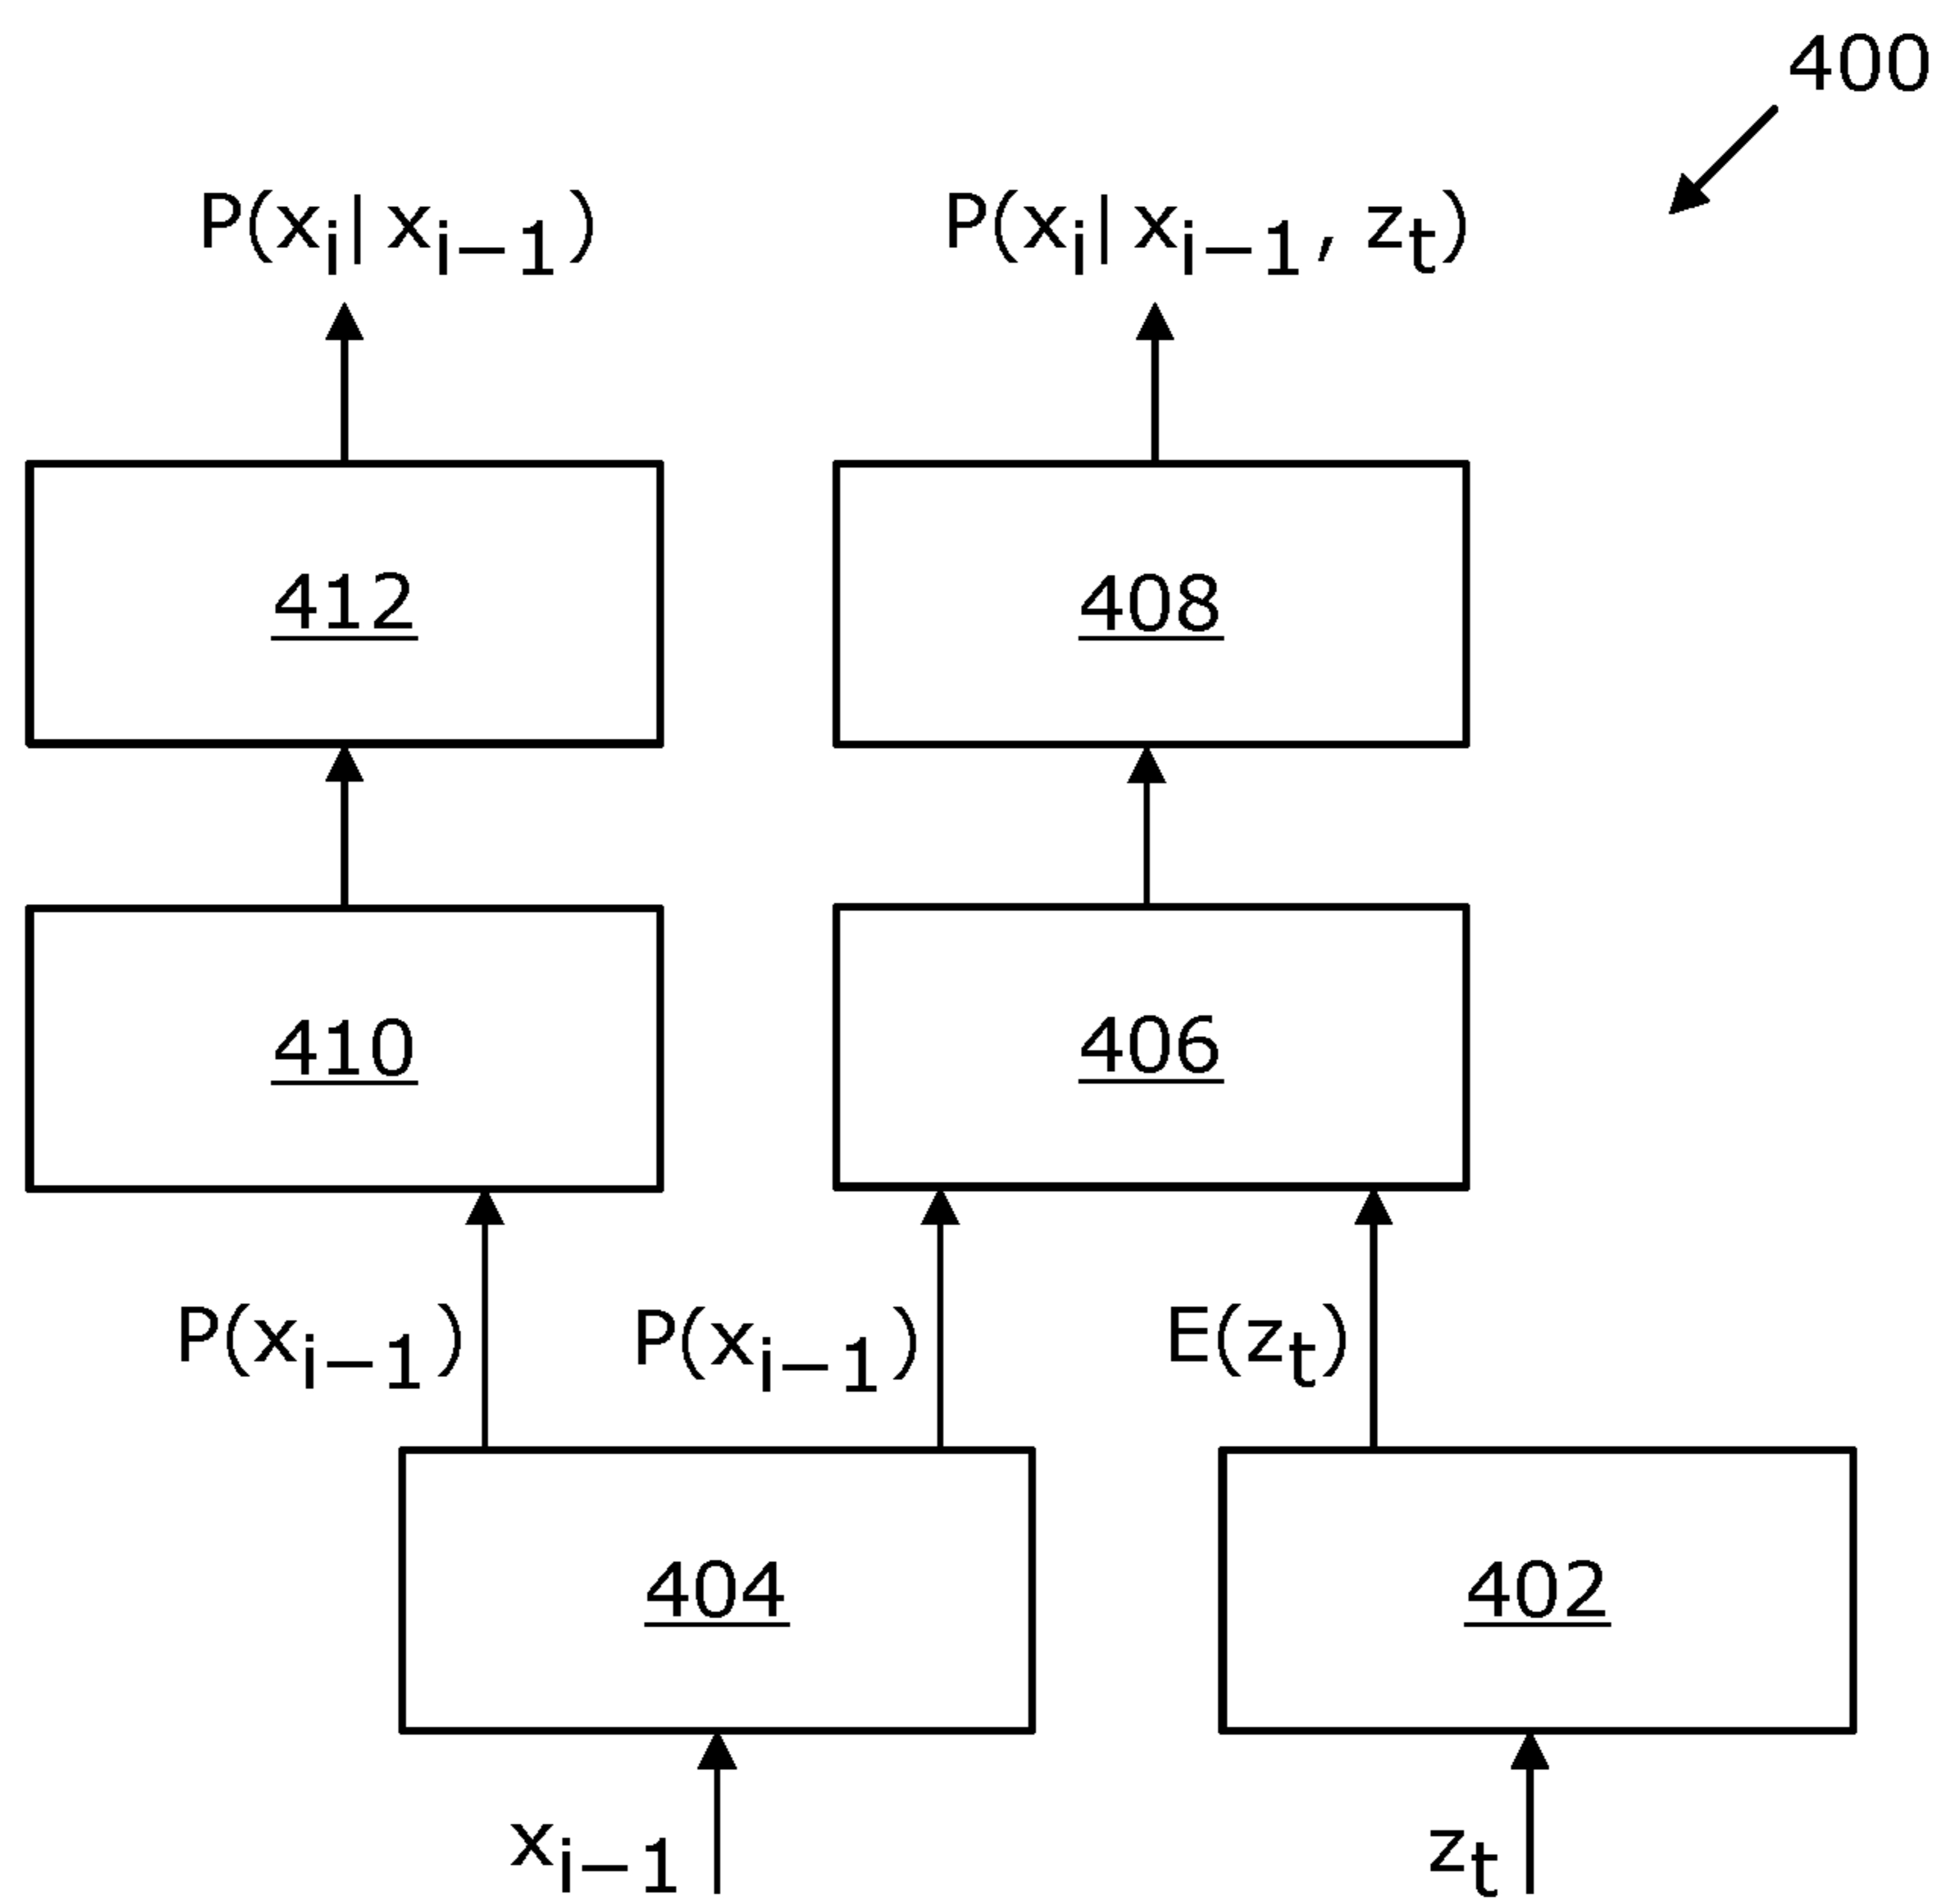 400
P(xᵢ| xᵢ₋₁)
P(xᵢ| xᵢ₋₁, zₜ)
412
408
410
406
P(xᵢ₋₁)
P(xᵢ₋₁)
E(zₜ)
404
402
xᵢ₋₁
zₜ